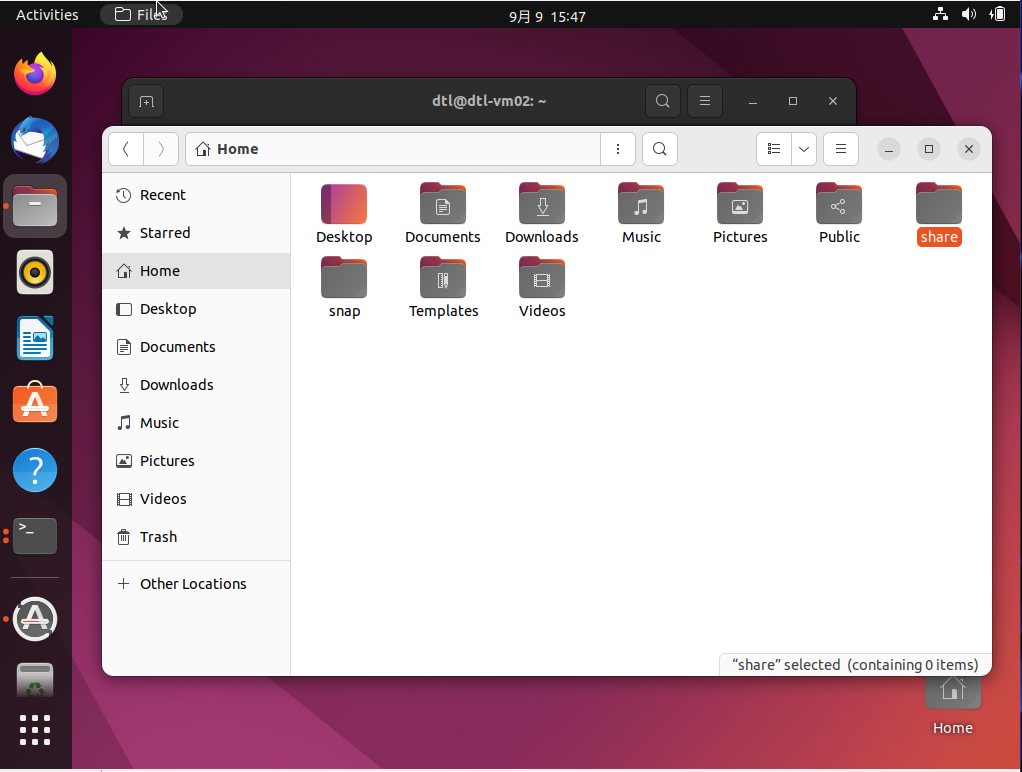 Activities
Files
9月 9 15:47
dtl@dtl-vm02: ~
Home
Recent
Starred
Home
Desktop
Documents
Downloads
Music
Pictures
Videos
Trash
Other Locations
Desktop
Documents
Downloads
Music
Pictures
Public
share
snap
Templates
Videos
“share” selected (containing 0 items)
Home